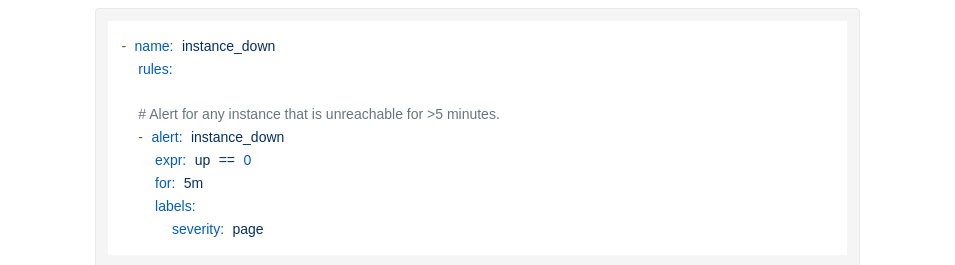 - name: instance_down
rules:
# Alert for any instance that is unreachable for >5 minutes.
- alert: instance_down
expr: up == 0
for: 5m
labels:
severity: page